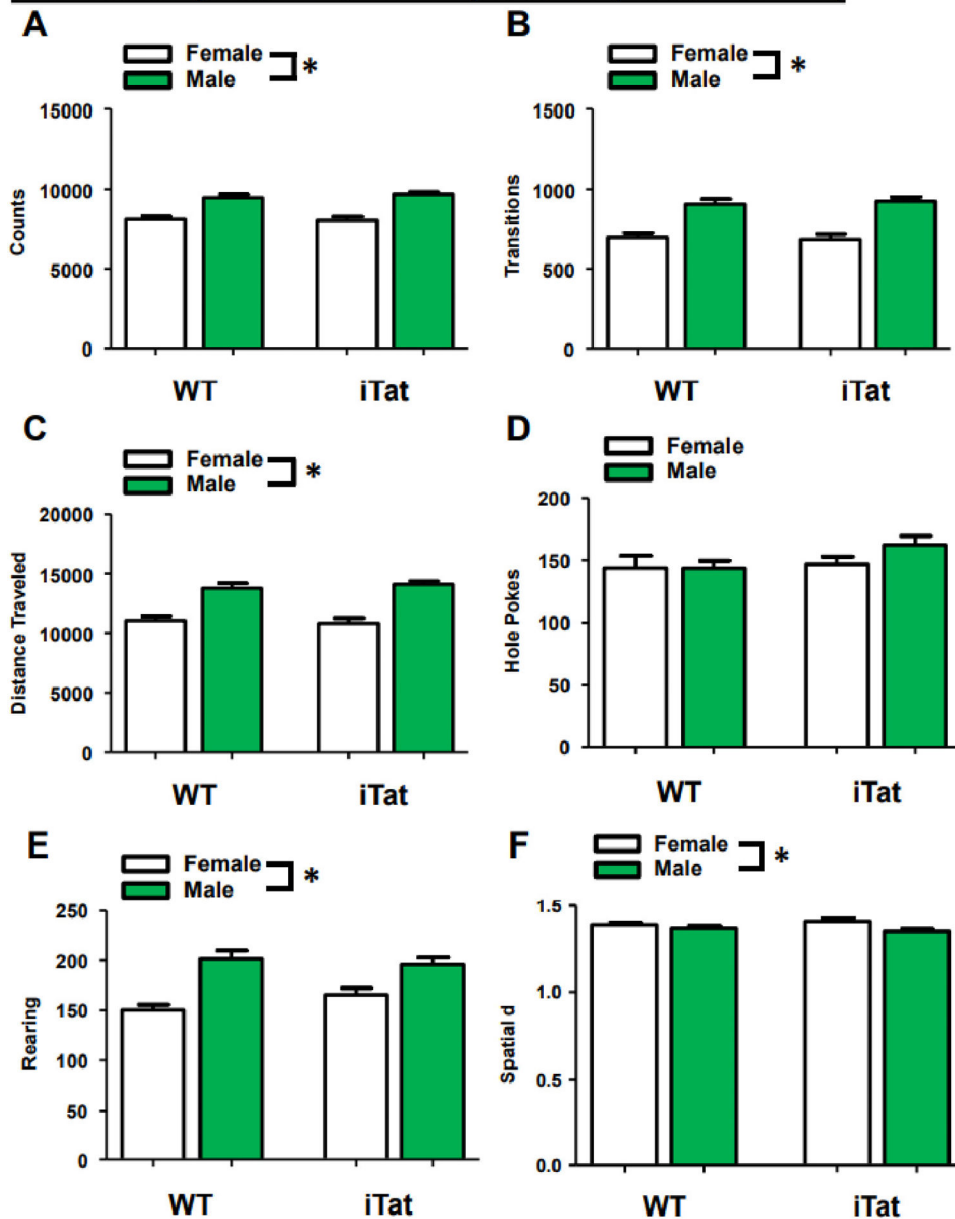 A
Female
Male
*
15000
10000
5000
0
Counts
WT iTat
B
Female
Male
*
1500
1000
500
0
Transitions
WT iTat
C
Female
Male
*
20000
15000
10000
5000
0
Distance Traveled
WT iTat
D
Female
Male
200
150
100
50
0
Hole Pokes
WT iTat
E
Female
Male
*
250
200
150
100
50
0
Rearing
WT iTat
F
Female
Male
*
1.5
1.0
0.5
0.0
Spatial d
WT iTat